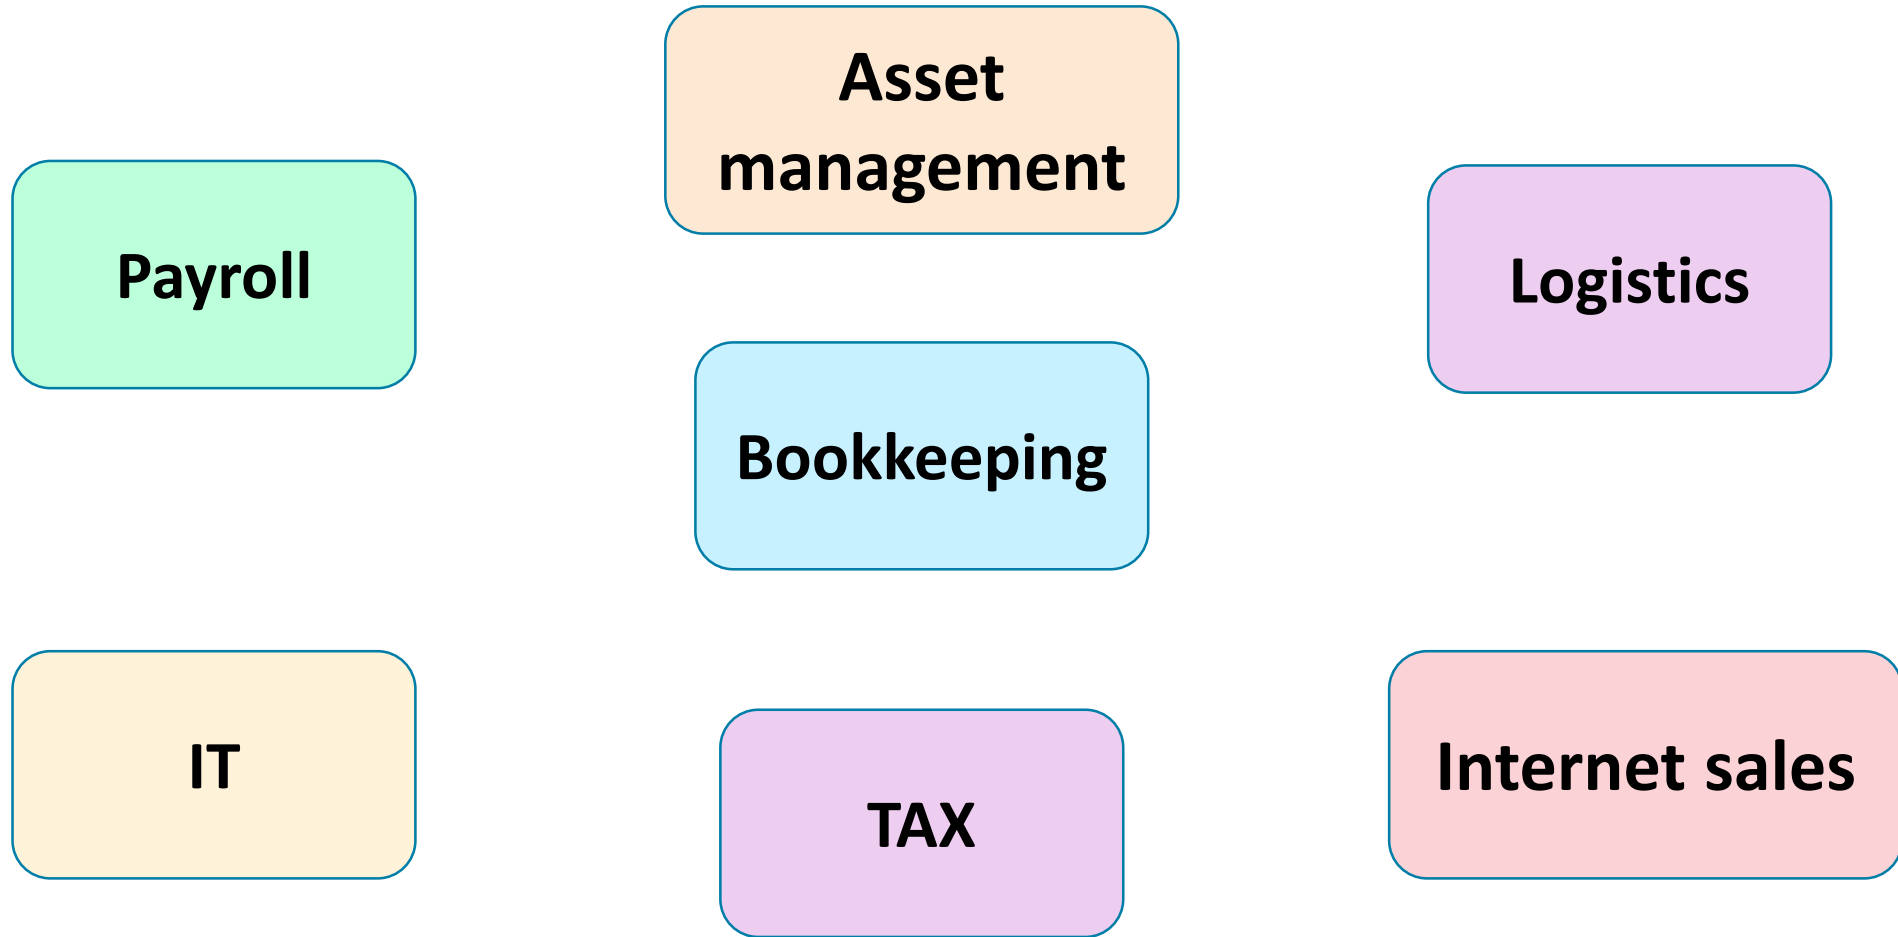 Asset
management
Payroll
Logistics
Bookkeeping
IT
Internet sales
TAX